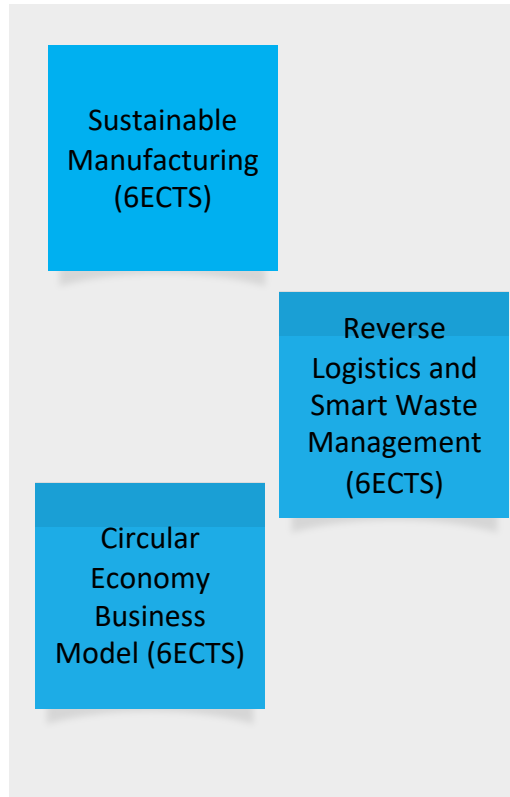 Sustainable
Manufacturing
(6ECTS)
Reverse
Logistics and
Smart Waste
Management
(6ECTS)
Circular
Economy
Business
Model (6ECTS)